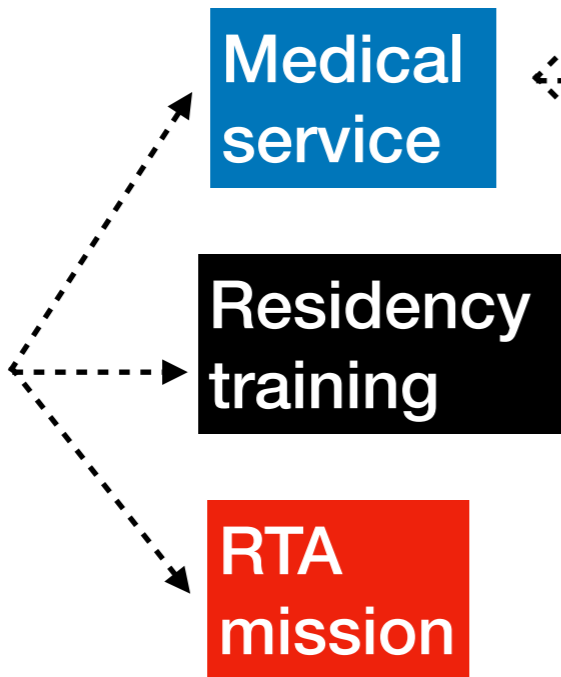 Medical
service
Residency
training
RTA
mission